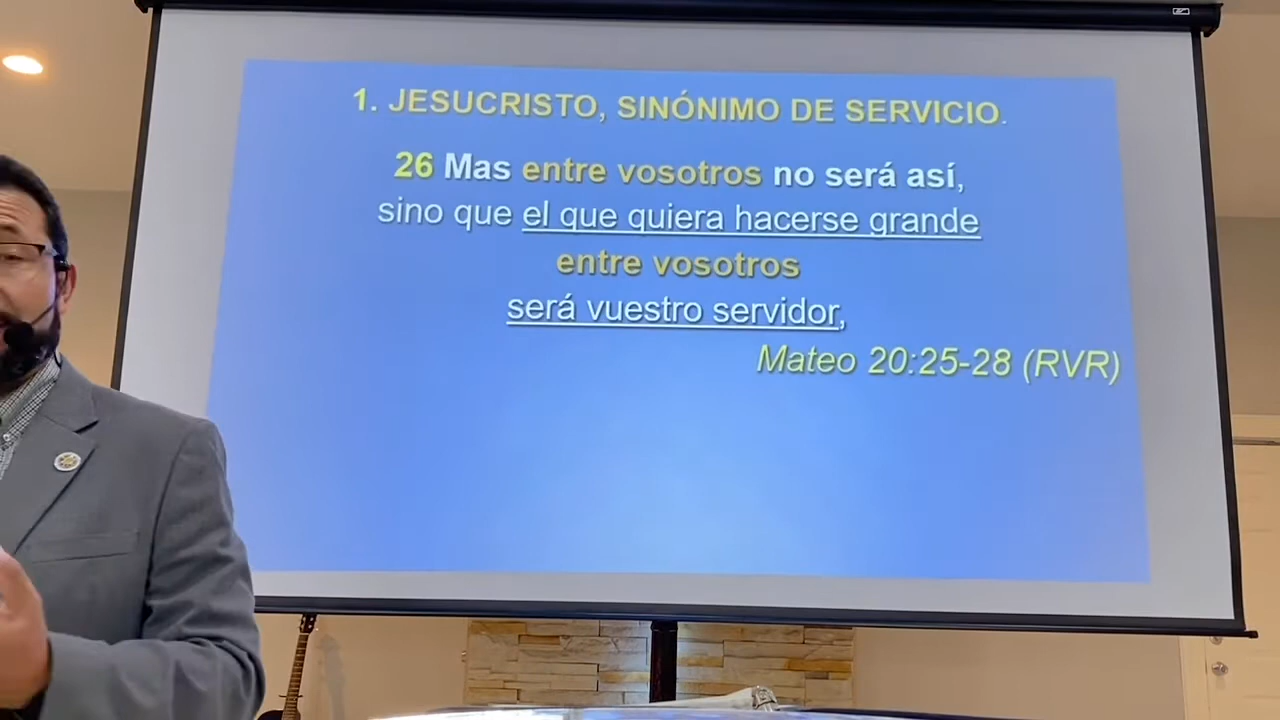 1. JESUCRISTO, SINÓNIMO DE SERVICIO.
26 Mas entre vosotros no será así,
sino que el que quiera hacerse grande
entre vosotros
será vuestro servidor,
Mateo 20:25-28 (RVR)